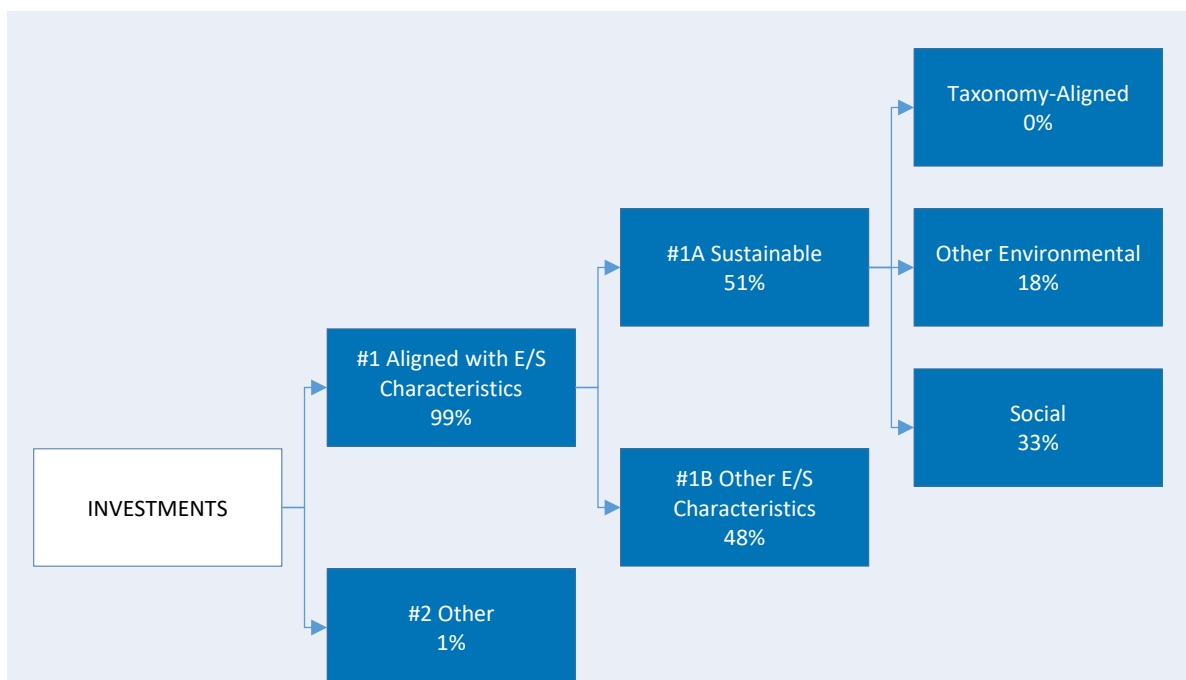 INVESTMENTS
#1 Aligned with E/S
Characteristics
99%
#2 Other
1%
#1A Sustainable
51%
#1B Other E/S
Characteristics
48%
Taxonomy-Aligned
0%
Other Environmental
18%
Social
33%